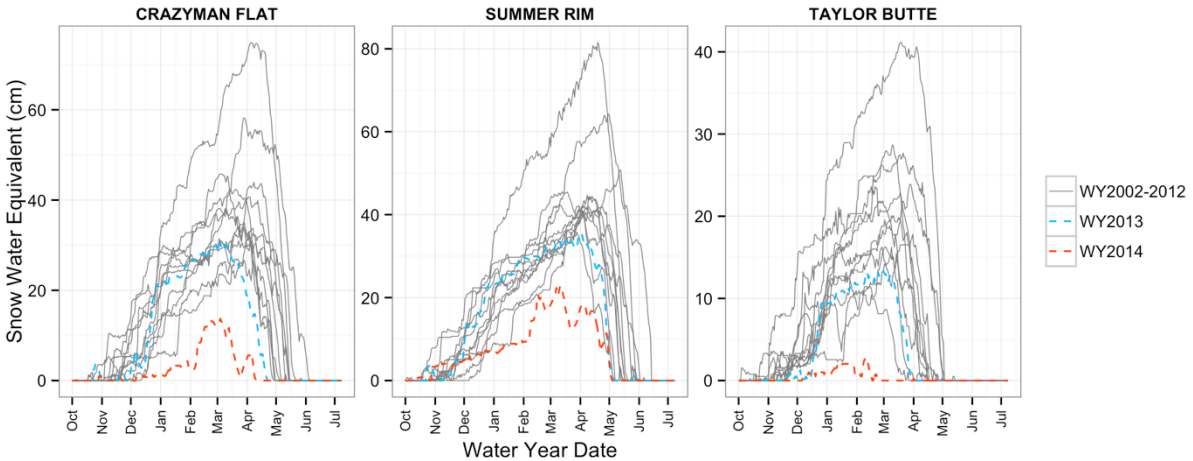 CRAZYMAN FLAT
SUMMER RIM
TAYLOR BUTTE
Snow Water Equivalent (cm)
60
40
20
0
80
60
40
20
0
40
30
20
10
0
Oct Nov Dec Jan Feb Mar Apr May Jun Jul
Oct Nov Dec Jan Feb Mar Apr May Jun Jul
Oct Nov Dec Jan Feb Mar Apr May Jun Jul
Water Year Date
WY2002-2012
WY2013
WY2014